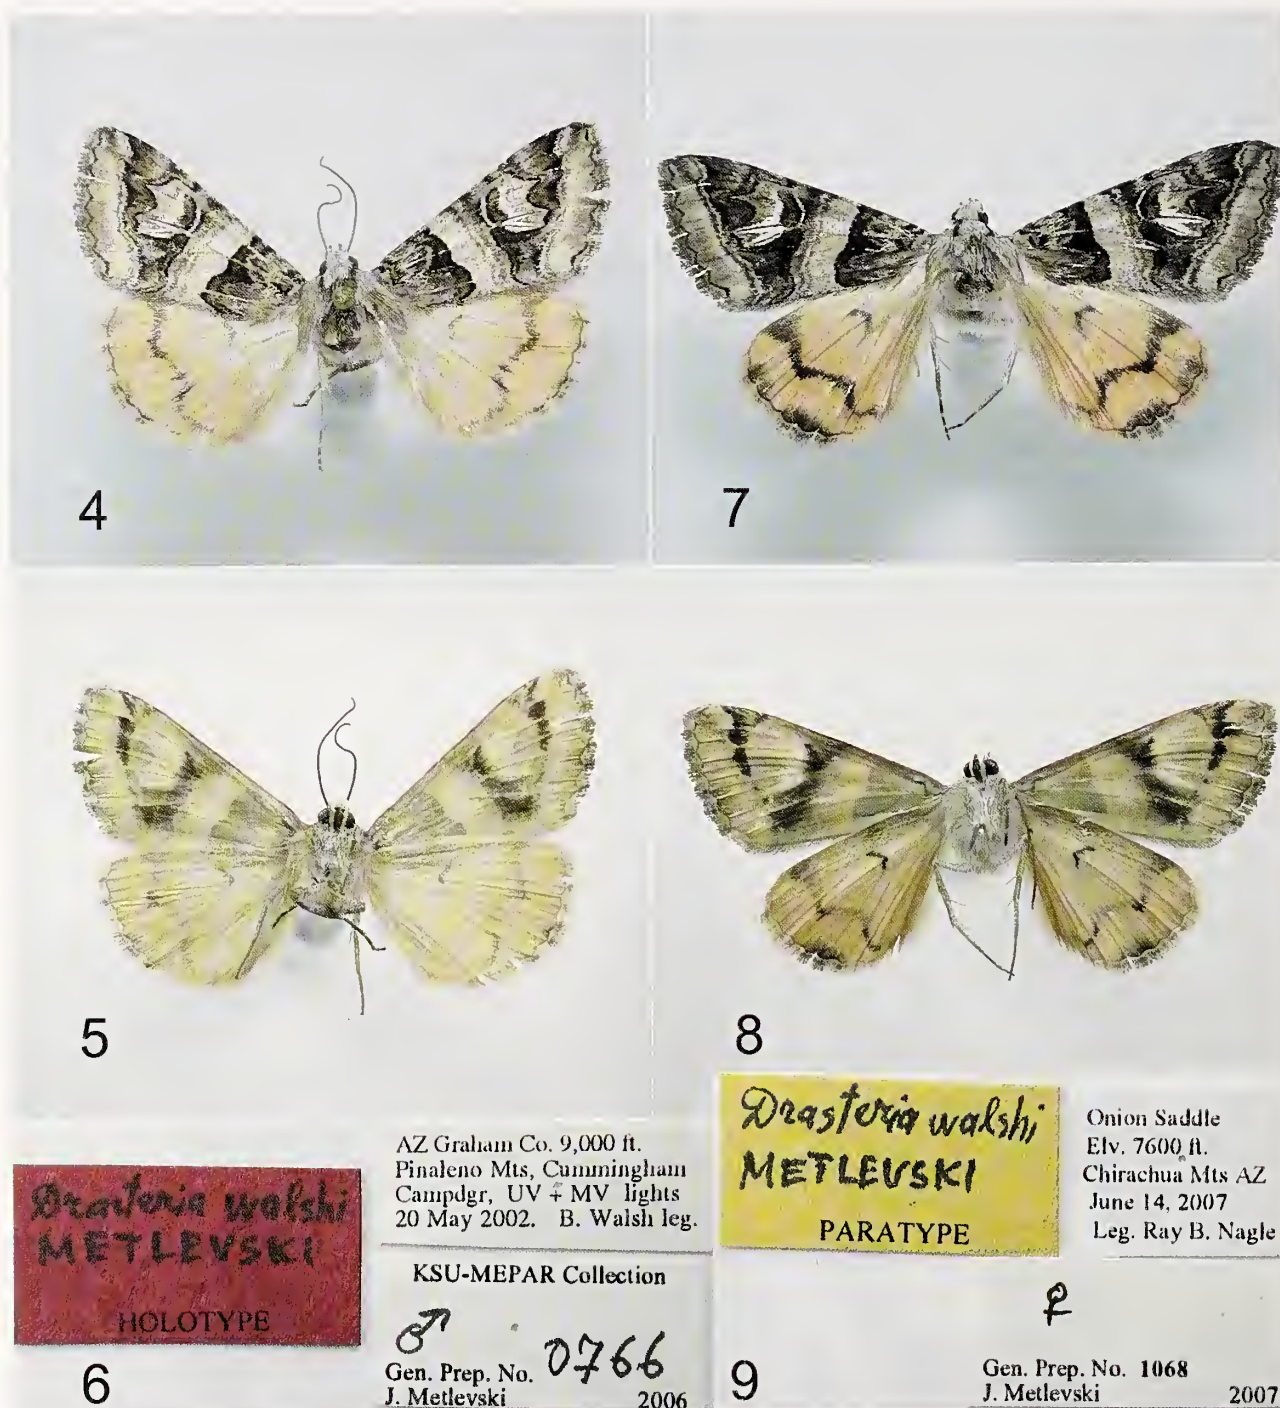 4
7
5
8
Drasteria walshi
METLEVSKI
HOLOTYPE
6
AZ Graham Co. 9,000 ft.
Pinaleno Mts, Cummingham
Campdgr, UV + MV lights
20 May 2002. B. Walsh leg.
KSU-MEPAR Collection
♂
Gen. Prep. No. 0766
J. Metlevski 2006
Drasteria walshi
METLEVSKI
PARATYPE
Onion Saddle
Elv. 7600 ft.
Chirachua Mts AZ
June 14, 2007
Leg. Ray B. Nagle
♀
9
Gen. Prep. No. 1068
J. Metlevski 2007